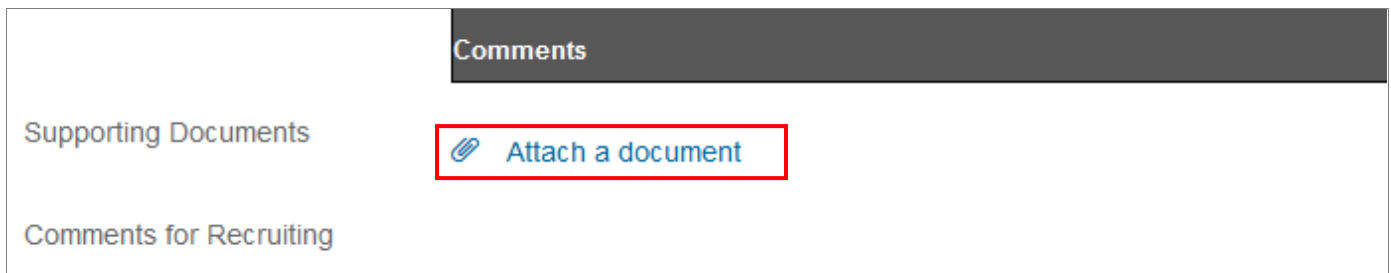 Comments
Supporting Documents
Attach a document
Comments for Recruiting